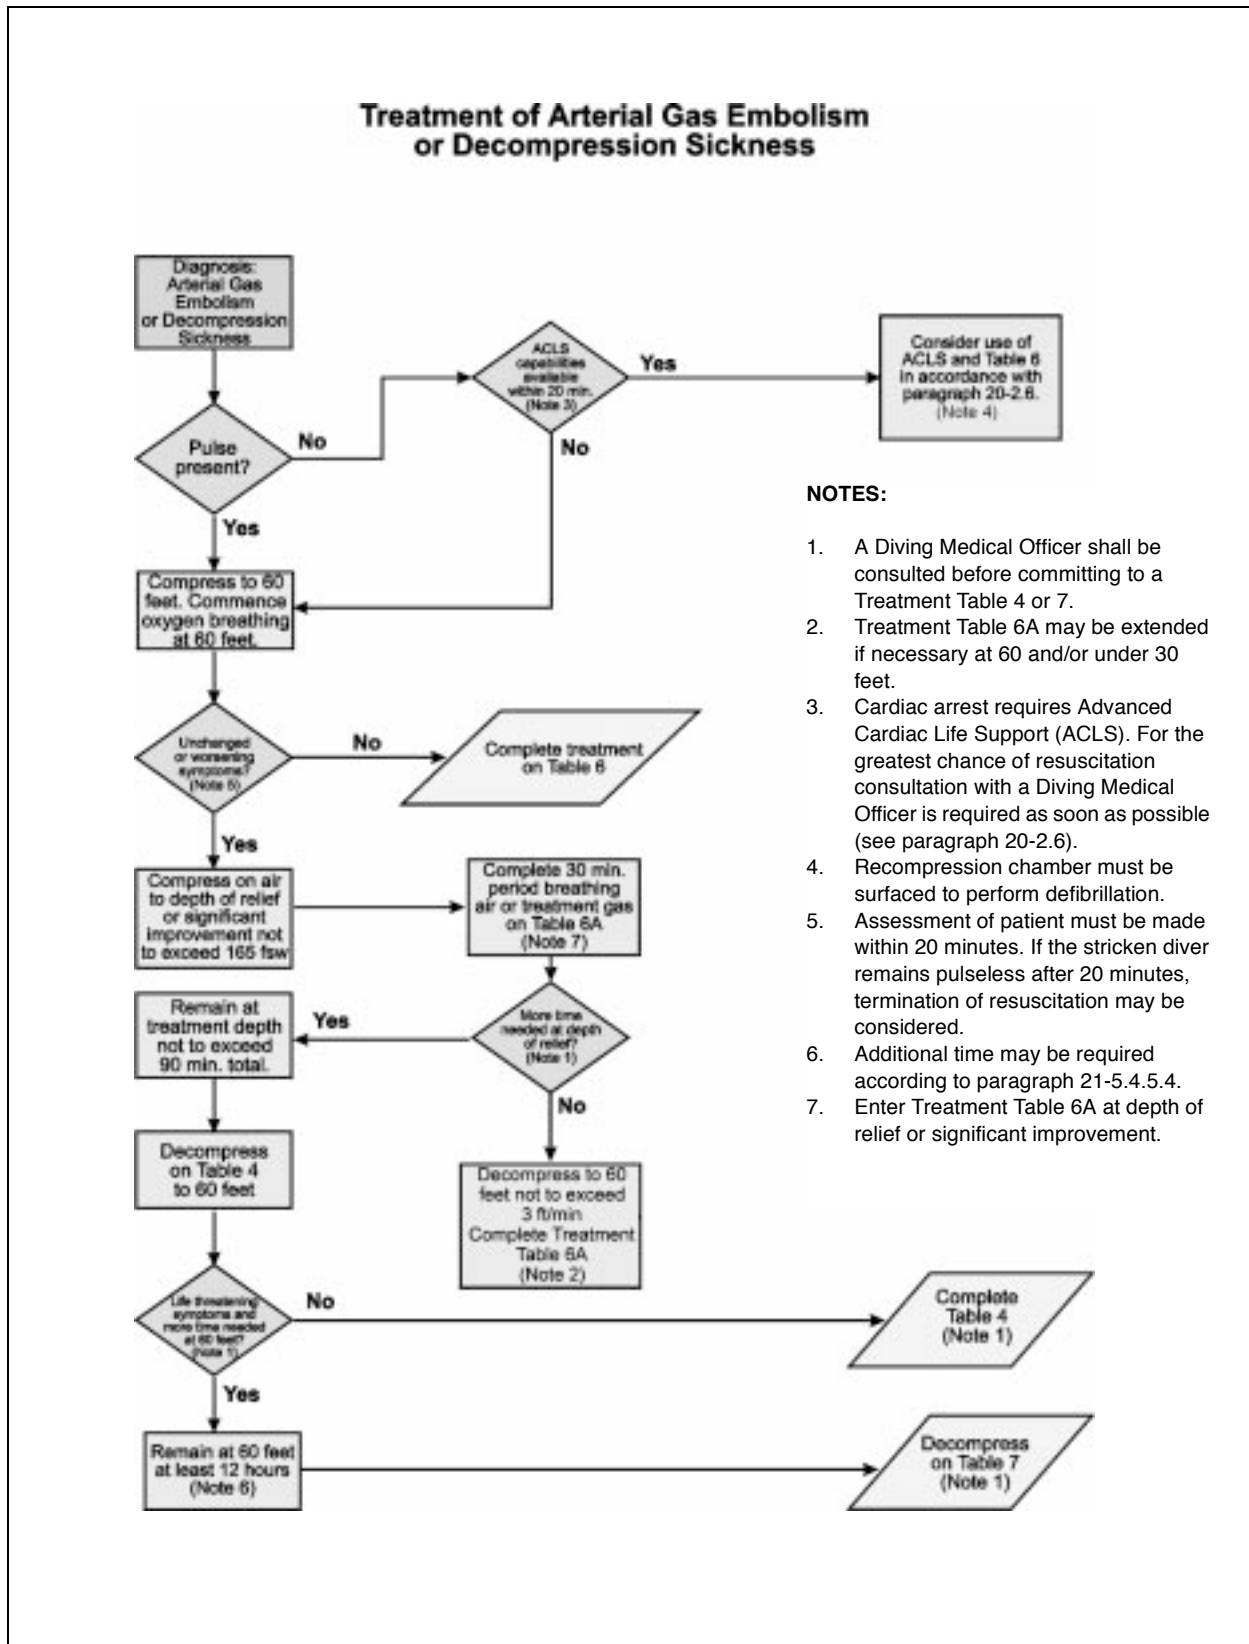 Treatment of Arterial Gas Embolism
or Decompression Sickness
Diagnosis:
Arterial Gas
Embolism
or Decompression
Sickness
ACLS
capabilities
available
within 20 min.
(Note 3)
Yes
Consider use of
ACLS and Table 6
in accordance with
paragraph 20-2.6.
(Note 4)
No
Pulse
present?
No
Yes
Compress to 60
feet. Commence
oxygen breathing
at 60 feet.
Unchanged
or worsening
symptoms?
(Note 5)
No
Complete treatment
on Table 6
Yes
Compress on air
to depth of relief
or significant
improvement not
to exceed 165 fsw
Complete 30 min.
period breathing
air or treatment gas
on Table 6A
(Note 7)
More time
needed at depth
of relief?
(Note 1)
Yes
Remain at
treatment depth
not to exceed
90 min. total.
No
Decompress
on Table 4
to 60 feet
Decompress to 60
feet not to exceed
3 ft/min
Complete Treatment
Table 6A
(Note 2)
Life threatening
symptoms and
more time needed
at 60 feet?
(Note 1)
No
Complete
Table 4
(Note 1)
Yes
Remain at 60 feet
at least 12 hours
(Note 6)
Decompress
on Table 7
(Note 1)
NOTES:
1. A Diving Medical Officer shall be
consulted before committing to a
Treatment Table 4 or 7.
2. Treatment Table 6A may be extended
if necessary at 60 and/or under 30
feet.
3. Cardiac arrest requires Advanced
Cardiac Life Support (ACLS). For the
greatest chance of resuscitation
consultation with a Diving Medical
Officer is required as soon as possible
(see paragraph 20-2.6).
4. Recompression chamber must be
surfaced to perform defibrillation.
5. Assessment of patient must be made
within 20 minutes. If the stricken diver
remains pulseless after 20 minutes,
termination of resuscitation may be
considered.
6. Additional time may be required
according to paragraph 21-5.4.5.4.
7. Enter Treatment Table 6A at depth of
relief or significant improvement.